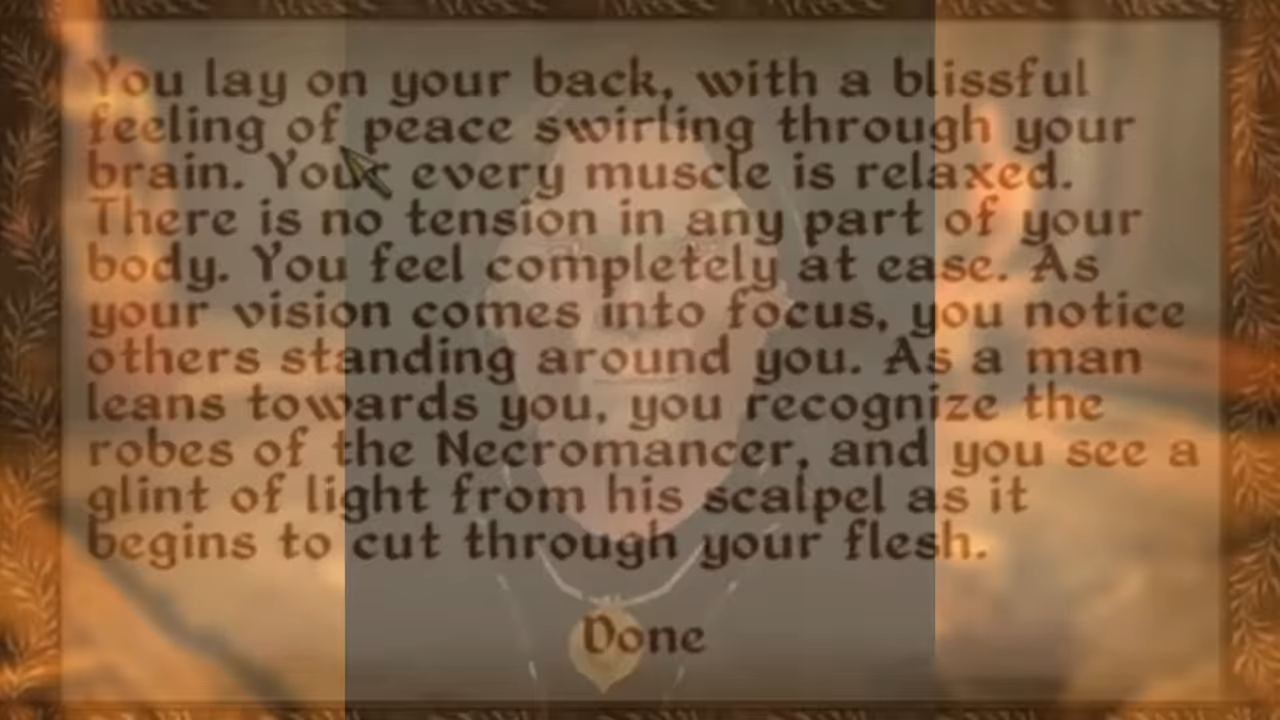 You lay on your back, with a blissful
feeling of peace swirling through your
brain. Your every muscle is relaxed.
There is no tension in any part of your
body. You feel completely at ease. As
your vision comes into focus, you notice
others standing around you. As a man
leans towards you, you recognize the
robes of the Necromancer, and you see a
glint of light from his scalpel as it
begins to cut through your flesh.
Done